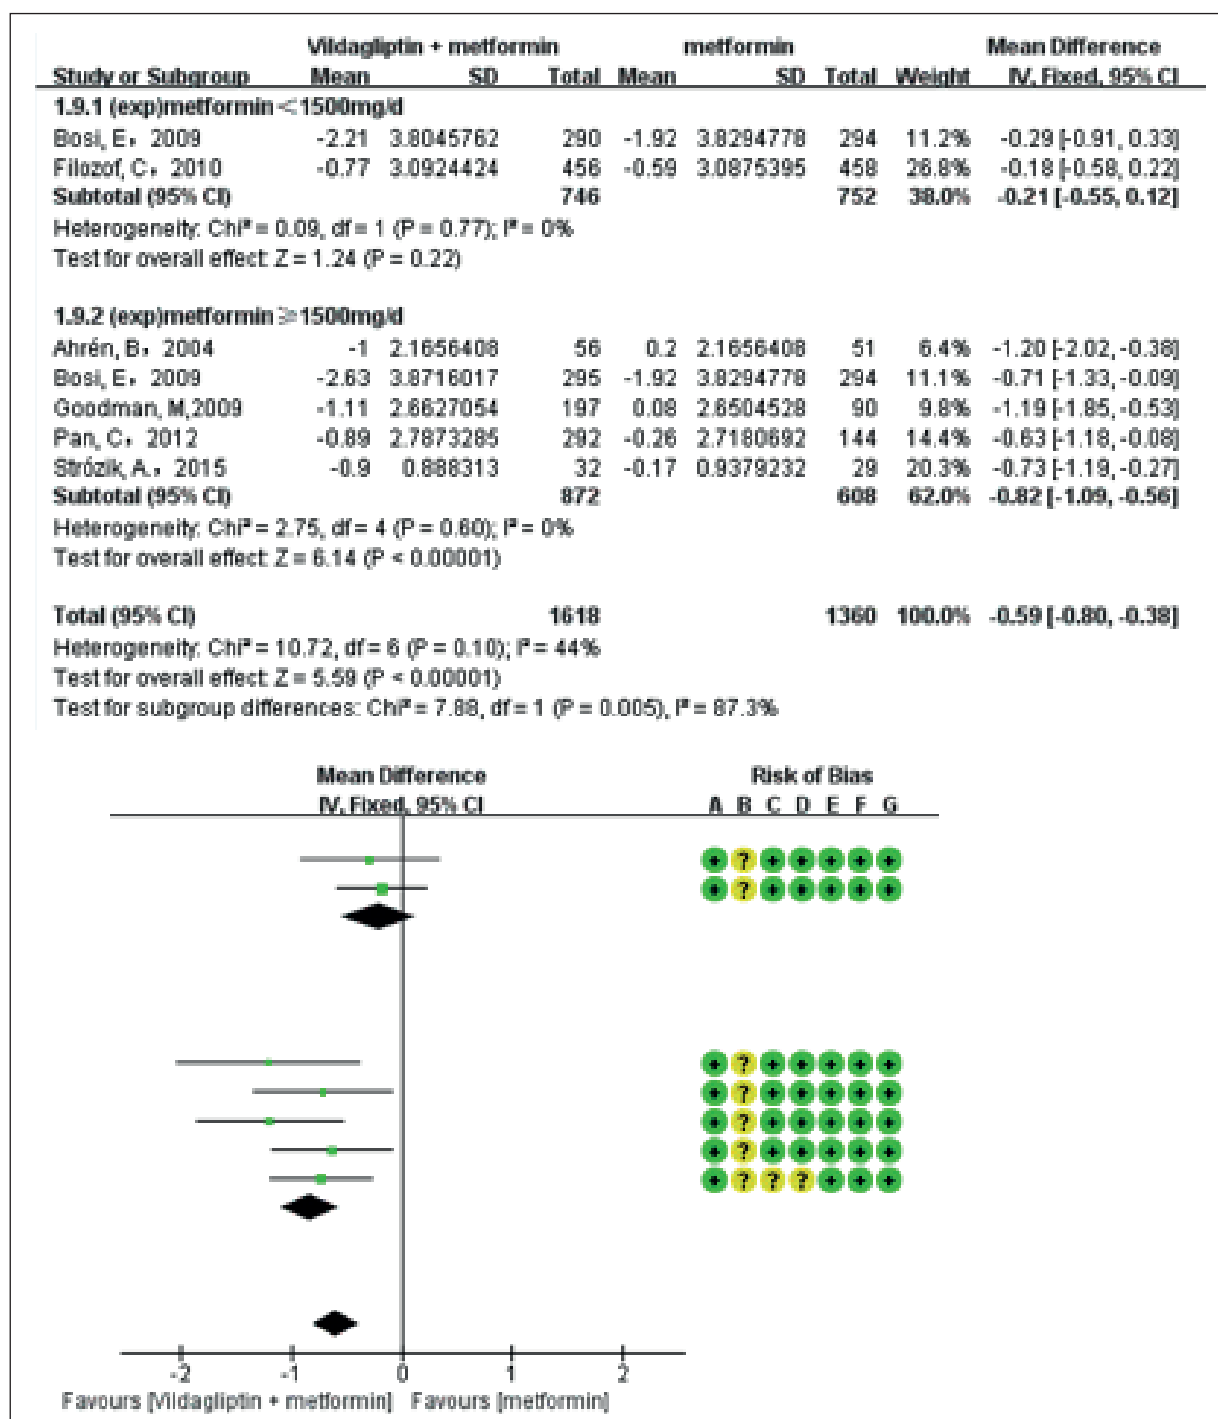 Vildagliptin + metformin metformin Mean Difference
Study or Subgroup Mean SD Total Mean SD Total Weight IV, Fixed, 95% CI
1.9.1 (exp)metformin <1500mg/d
Bosi, E, 2009 -2.21 3.8045762 290 -1.92 3.8294778 294 11.2% -0.29 [-0.91, 0.33]
Filozof, C, 2010 -0.77 3.0924424 456 -0.59 3.0875395 458 26.8% -0.18 [-0.58, 0.22]
Subtotal (95% CI) 746 752 38.0% -0.21 [-0.55, 0.12]
Heterogeneity: Chi² = 0.09, df = 1 (P = 0.77); I² = 0%
Test for overall effect: Z = 1.24 (P = 0.22)
1.9.2 (exp)metformin ≥1500mg/d
Ahrén, B, 2004 -1 2.1656408 56 0.2 2.1656408 51 6.4% -1.20 [-2.02, -0.38]
Bosi, E, 2009 -2.63 3.8716017 295 -1.92 3.8294778 294 11.1% -0.71 [-1.33, -0.09]
Goodman, M,2009 -1.11 2.6627054 197 0.08 2.6504528 90 9.8% -1.19 [-1.85, -0.53]
Pan, C, 2012 -0.89 2.7873285 292 -0.26 2.7180692 144 14.4% -0.63 [-1.18, -0.08]
Strózik, A, 2015 -0.9 0.888313 32 -0.17 0.9379232 29 20.3% -0.73 [-1.19, -0.27]
Subtotal (95% CI) 872 608 62.0% -0.82 [-1.09, -0.56]
Heterogeneity: Chi² = 2.75, df = 4 (P = 0.60); I² = 0%
Test for overall effect: Z = 6.14 (P < 0.00001)
Total (95% CI) 1618 1360 100.0% -0.59 [-0.80, -0.38]
Heterogeneity: Chi² = 10.72, df = 6 (P = 0.10); I² = 44%
Test for overall effect: Z = 5.59 (P < 0.00001)
Test for subgroup differences: Chi² = 7.88, df = 1 (P = 0.005), I² = 87.3%
Mean Difference Risk of Bias
IV, Fixed, 95% CI A B C D E F G
+ ? + + + + +
+ ? + + + + +
+ ? + + + + +
+ ? + + + + +
+ ? + + + + +
+ ? + + + + +
+ ? ? ? + + +
-2 -1 0 1 2
Favours [Vildagliptin + metformin] Favours [metformin]